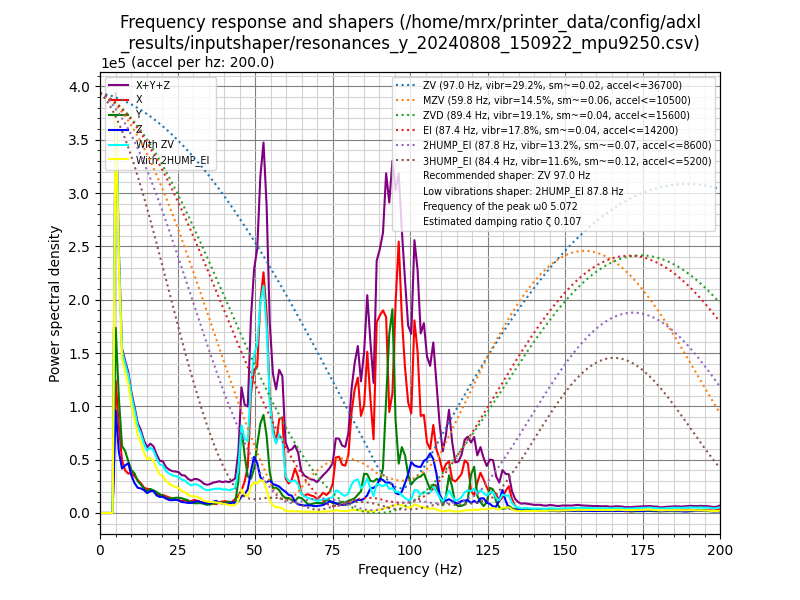 Frequency response and shapers (/home/mrx/printer_data/config/adxl
_results/inputshaper/resonances_y_20240808_150922_mpu9250.csv)
1e5 (accel per hz: 200.0)
X+Y+Z
X
Y
Z
With ZV
With 2HUMP_EI
ZV (97.0 Hz, vibr=29.2%, sm~=0.02, accel<=36700)
MZV (59.8 Hz, vibr=14.5%, sm~=0.06, accel<=10500)
ZVD (89.4 Hz, vibr=19.1%, sm~=0.04, accel<=15600)
EI (87.4 Hz, vibr=17.8%, sm~=0.04, accel<=14200)
2HUMP_EI (87.8 Hz, vibr=13.2%, sm~=0.07, accel<=8600)
3HUMP_EI (84.4 Hz, vibr=11.6%, sm~=0.12, accel<=5200)
Recommended shaper: ZV 97.0 Hz
Low vibrations shaper: 2HUMP_EI 87.8 Hz
Frequency of the peak ω0 5.072
Estimated damping ratio ζ 0.107
Power spectral density
4.0
3.5
3.0
2.5
2.0
1.5
1.0
0.5
0.0
0 25 50 75 100 125 150 175 200
Frequency (Hz)